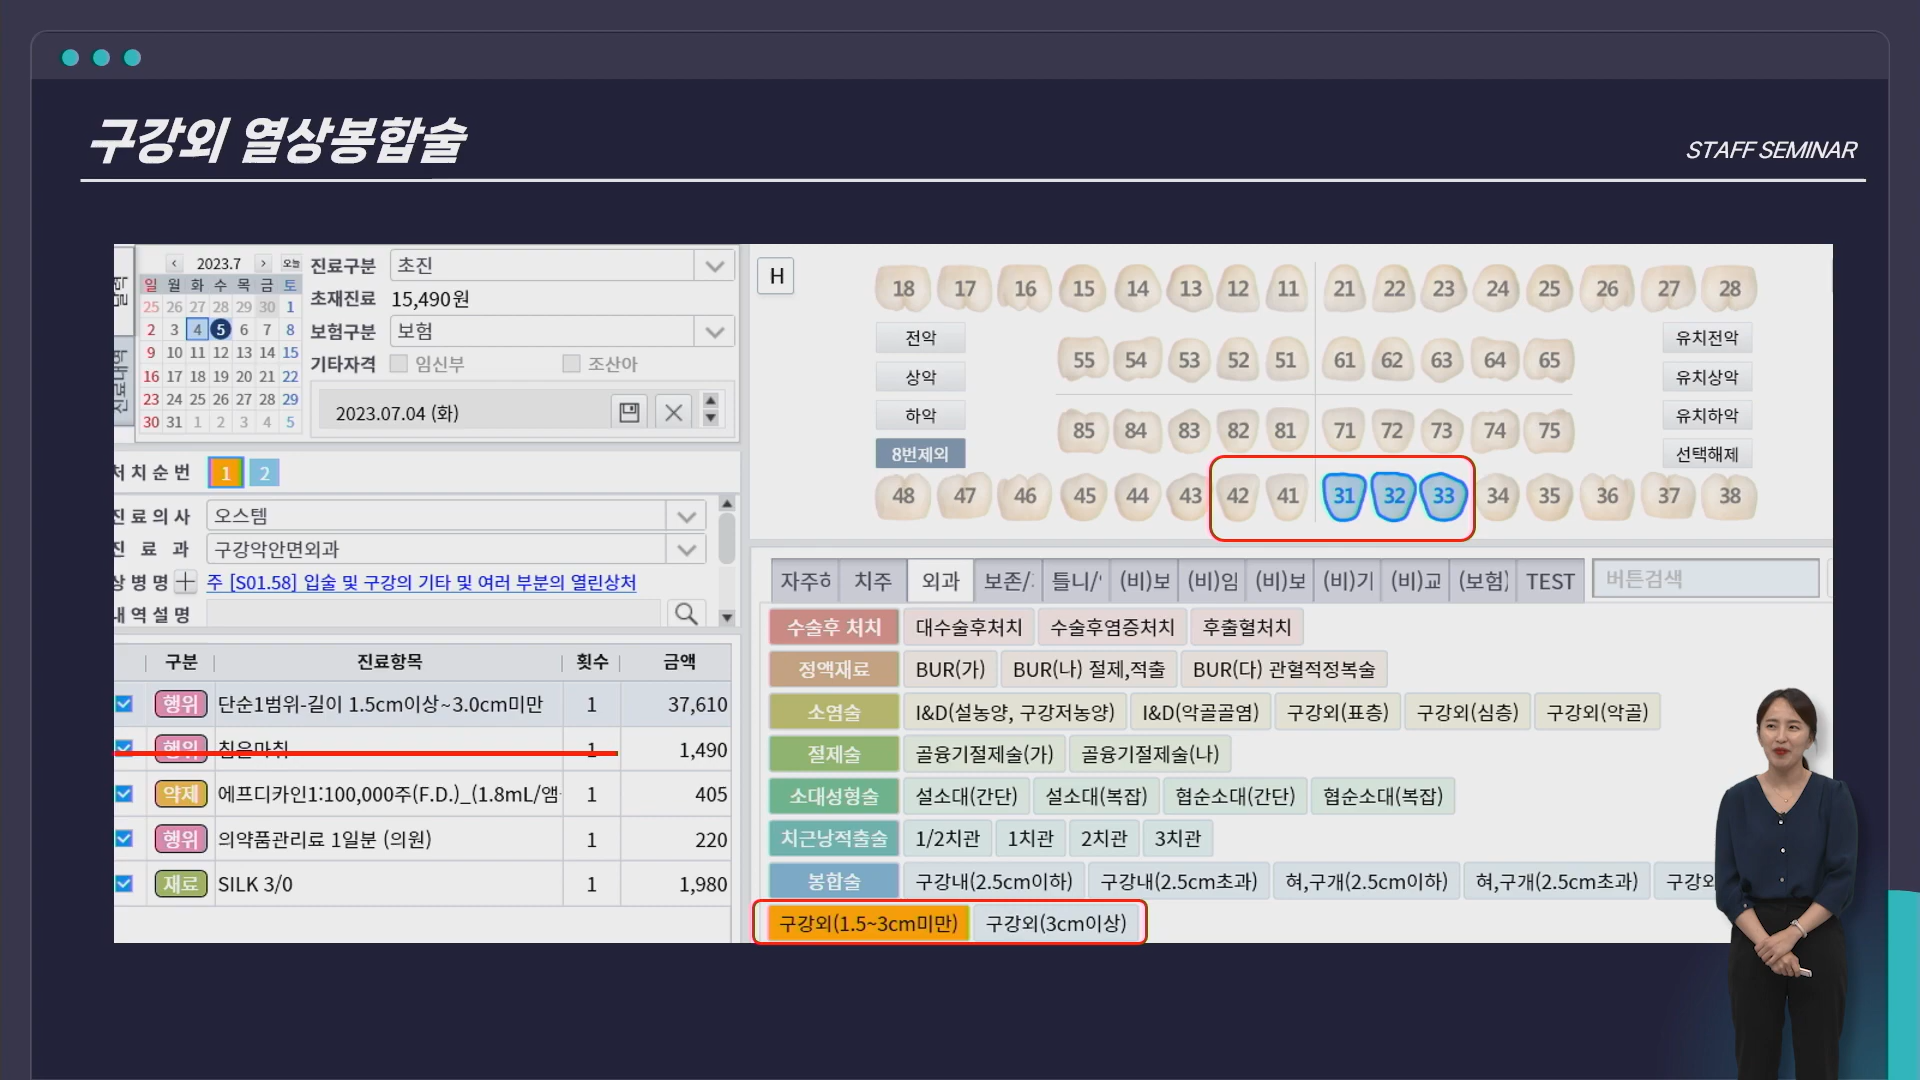 구강외 열상봉합술
STAFF SEMINAR
2023.7 오늘
일 월 화 수 목 금 토
25 26 27 28 29 30 1
2 3 4 5 6 7 8
9 10 11 12 13 14 15
16 17 18 19 20 21 22
23 24 25 26 27 28 29
30 31 1 2 3 4 5
진료구분 초진
초재진료 15,490원
보험구분 보험
기타자격 임신부 조산아
2023.07.04 (화)
처치순번 1 2
진료의사 오스템
진 료 과 구강악안면외과
상병명 주 [S01.58] 입술 및 구강의 기타 및 여러 부분의 열린상처
내역설명
구분 진료항목 횟수 금액
행위 단순1범위-길이 1.5cm이상~3.0cm미만 1 37,610
행위 침윤마취 1 1,490
약제 에프디카인1:100,000주(F.D.)_(1.8mL/앰 1 405
행위 의약품관리료 1일분 (의원) 1 220
재료 SILK 3/0 1 1,980
H
18 17 16 15 14 13 12 11 21 22 23 24 25 26 27 28
전악 유치전악
55 54 53 52 51 61 62 63 64 65
상악 유치상악
하악 유치하악
85 84 83 82 81 71 72 73 74 75
8번제외 선택해제
48 47 46 45 44 43 42 41 31 32 33 34 35 36 37 38
치주 외과 보존/ 틀니/ (비)보 (비)임 (비)보 (비)기 (비)교 (보험) TEST 버튼검색
수술후 처치 대수술후처치 수술후염증처치 후출혈처치
정액재료 BUR(가) BUR(나) 절제,적출 BUR(다) 관혈적정복술
소염술 I&D(설농양, 구강저농양) I&D(악골골염) 구강외(표층) 구강외(심층) 구강외(악골)
절제술 골융기절제술(가) 골융기절제술(나)
소대성형술 설소대(간단) 설소대(복잡) 협순소대(간단) 협순소대(복잡)
치근낭적출술 1/2치관 1치관 2치관 3치관
봉합술 구강내(2.5cm이하) 구강내(2.5cm초과) 혀,구개(2.5cm이하) 혀,구개(2.5cm초과) 구강외
구강외(1.5~3cm미만) 구강외(3cm이상)